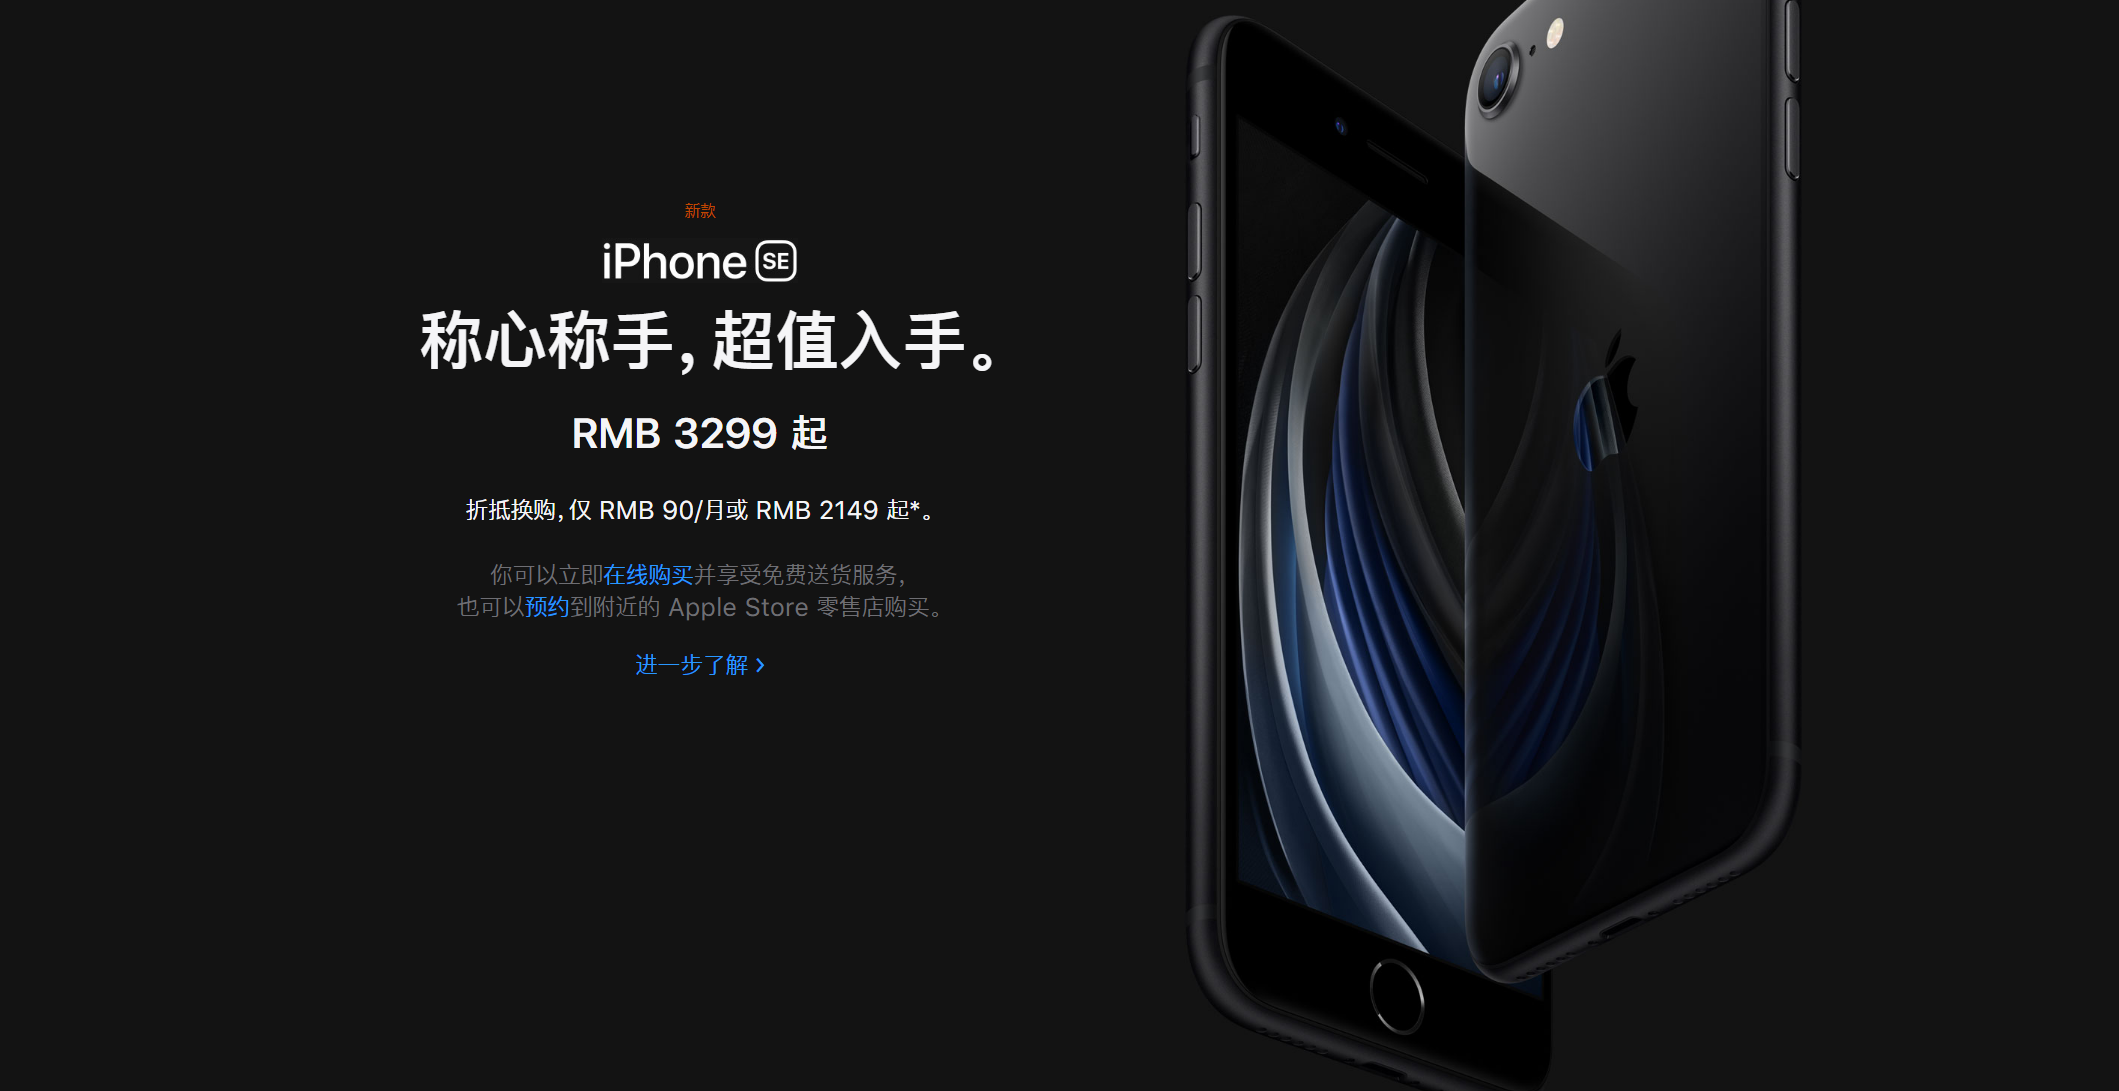 新款
iPhone SE
称心称手，超值入手。
RMB 3299 起
折抵换购，仅 RMB 90/月或 RMB 2149 起*。
你可以立即在线购买并享受免费送货服务，
也可以预约到附近的 Apple Store 零售店购买。
进一步了解 >